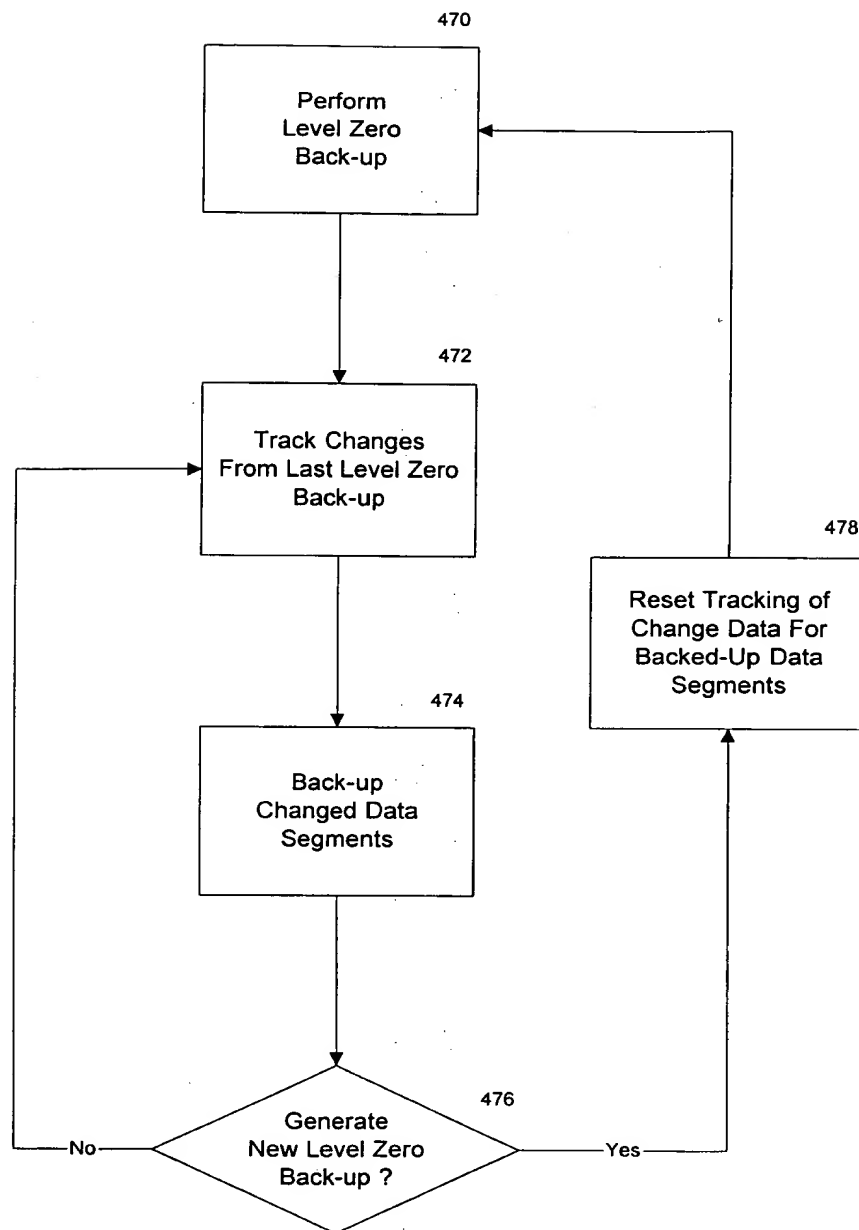 470
Perform
Level Zero
Back-up
472
Track Changes
From Last Level Zero
Back-up
478
Reset Tracking of
Change Data For
Backed-Up Data
Segments
474
Back-up
Changed Data
Segments
476
Generate
New Level Zero
Back-up ?
No
Yes